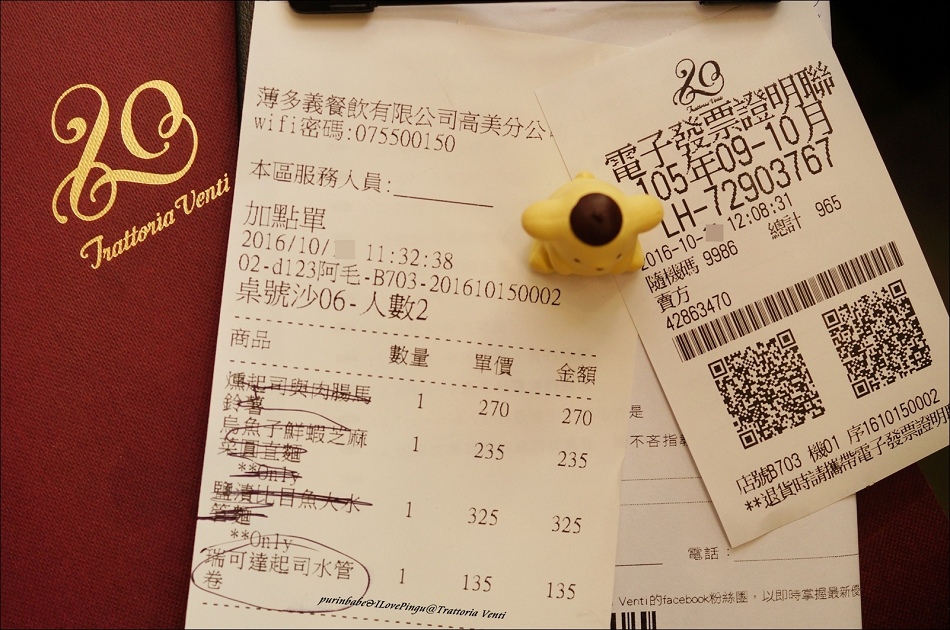 20
Trattoria Venti
薄多義餐飲有限公司高美分公
wifi密碼:075500150
本區服務人員:
加點單
2016/10/ 11:32:38
02-d123阿毛-B703-201610150002
桌號沙06-人數2
商品 數量 單價 金額
燻起司與肉腸馬
鈴薯 1 270 270
烏魚子鮮蝦芝麻
菜圓直麵 1 235 235
**Only
鹽漬比目魚大水
管麵 1 325 325
**Only
瑞可達起司水管
卷 1 135 135
20
Trattoria Venti
電子發票證明聯
105年09-10月
LH-72903767
2016-10- 12:08:31
隨機碼 9986 總計 965
賣方
42863470
店號B703 機01 序1610150002
**退貨時請攜帶電子發票證明
是
不吝指
電話:
Venti的facebook粉絲團，以即時掌握最新優
purinbabe&ILovePingu@Trattoria Venti